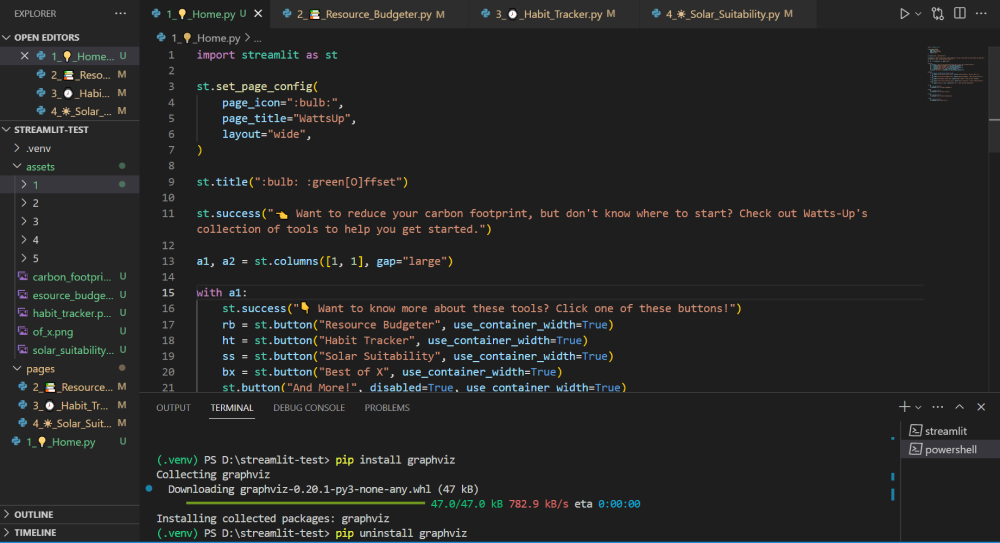 EXPLORER
OPEN EDITORS
1_💡_Home... U
2_📚_Reso... M
3_⏱_Habi... M
4_☀_Solar_... M
STREAMLIT-TEST
.venv
assets
1
2
3
4
5
carbon_footpri... U
esource_budge... U
habit_tracker.p... U
of_x.png U
solar_suitability... U
pages
2_📚_Resource... M
3_⏱_Habit_Tr... M
4_☀_Solar_Suit... M
1_💡_Home.py U
OUTLINE
TIMELINE
1_💡_Home.py U 2_📚_Resource_Budgeter.py M 3_⏱_Habit_Tracker.py M 4_☀_Solar_Suitability.py M
1_💡_Home.py > ...
1 import streamlit as st
2
3 st.set_page_config(
4 page_icon=":bulb:",
5 page_title="WattsUp",
6 layout="wide",
7 )
8
9 st.title(":bulb: :green[O]ffset")
10
11 st.success("👈 Want to reduce your carbon footprint, but don't know where to start? Check out Watts-Up's
collection of tools to help you get started.")
12
13 a1, a2 = st.columns([1, 1], gap="large")
14
15 with a1:
16 st.success("👇 Want to know more about these tools? Click one of these buttons!")
17 rb = st.button("Resource Budgeter", use_container_width=True)
18 ht = st.button("Habit Tracker", use_container_width=True)
19 ss = st.button("Solar Suitability", use_container_width=True)
20 bx = st.button("Best of X", use_container_width=True)
21 st.button("And More!", disabled=True, use_container_width=True)
OUTPUT TERMINAL DEBUG CONSOLE PROBLEMS
(.venv) PS D:\streamlit-test> pip install graphviz
Collecting graphviz
Downloading graphviz-0.20.1-py3-none-any.whl (47 kB)
47.0/47.0 kB 782.9 kB/s eta 0:00:00
Installing collected packages: graphviz
(.venv) PS D:\streamlit-test> pip uninstall graphviz
streamlit
powershell